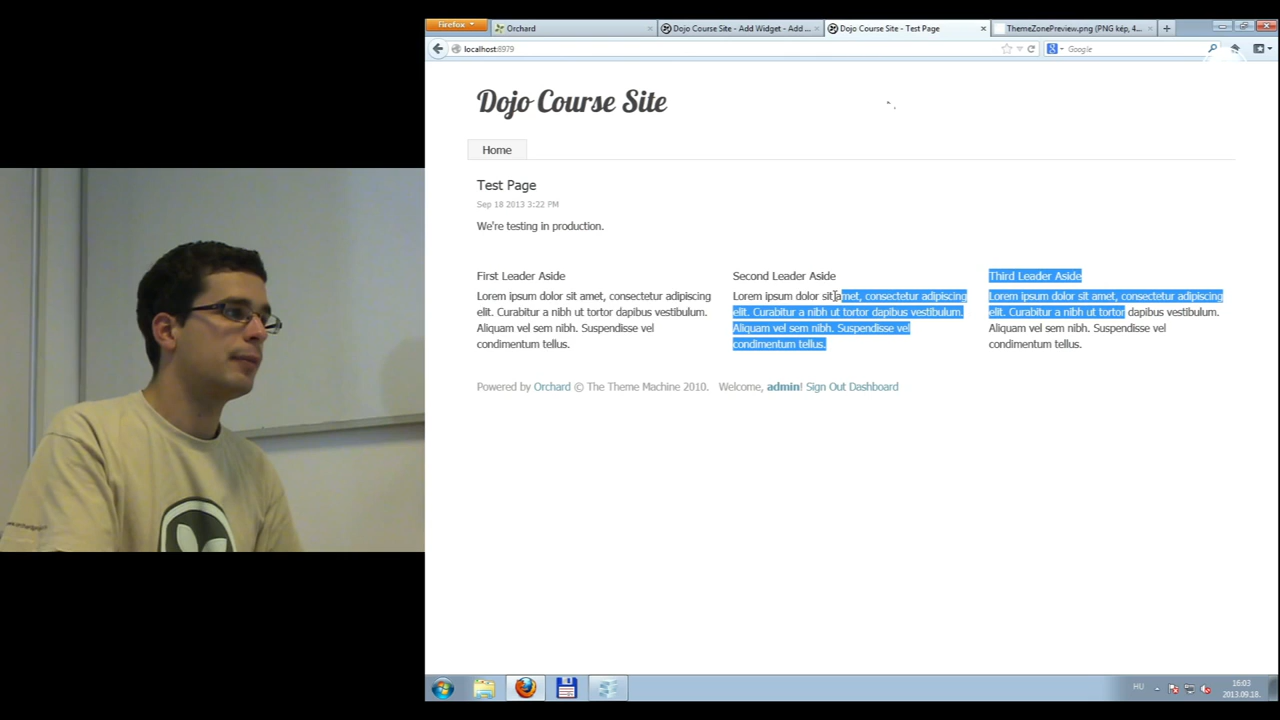 Firefox
Orchard
Dojo Course Site - Add Widget - Add ...
Dojo Course Site - Test Page
ThemeZonePreview.png (PNG kép, 4...
localhost:8979
Google
Dojo Course Site
Home
Test Page
Sep 18 2013 3:22 PM
We're testing in production.
First Leader Aside
Lorem ipsum dolor sit amet, consectetur adipiscing
elit. Curabitur a nibh ut tortor dapibus vestibulum.
Aliquam vel sem nibh. Suspendisse vel
condimentum tellus.
Second Leader Aside
Lorem ipsum dolor sit amet, consectetur adipiscing
elit. Curabitur a nibh ut tortor dapibus vestibulum.
Aliquam vel sem nibh. Suspendisse vel
condimentum tellus.
Third Leader Aside
Lorem ipsum dolor sit amet, consectetur adipiscing
elit. Curabitur a nibh ut tortor dapibus vestibulum.
Aliquam vel sem nibh. Suspendisse vel
condimentum tellus.
Powered by Orchard © The Theme Machine 2010. Welcome, admin! Sign Out Dashboard
HU
16:03
2013.09.18.